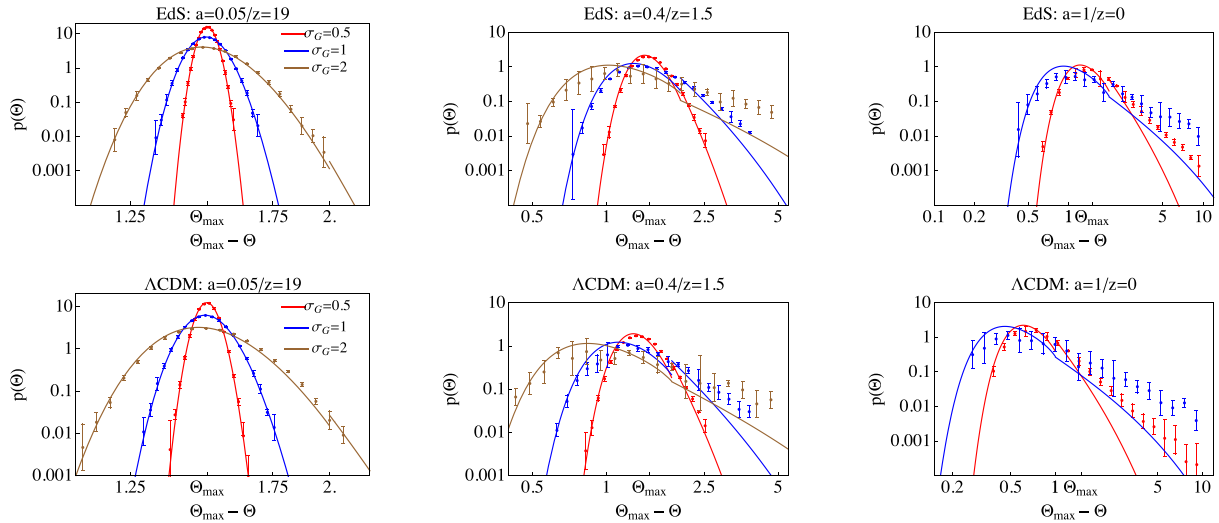 EdS: a=0.05/z=19
10
1
0.1
0.01
0.001
p(Θ)
σG=0.5
σG=1
σG=2
1.25 Θmax 1.75 2.
Θmax − Θ
EdS: a=0.4/z=1.5
10
1
0.1
0.01
0.001
p(Θ)
0.5 1 Θmax 2.5 5
Θmax − Θ
EdS: a=1/z=0
10
1
0.1
0.01
0.001
p(Θ)
0.1 0.2 0.5 1 Θmax 5 10
Θmax − Θ
ΛCDM: a=0.05/z=19
10
1
0.1
0.01
0.001
p(Θ)
σG=0.5
σG=1
σG=2
1.25 Θmax 1.75 2.
Θmax − Θ
ΛCDM: a=0.4/z=1.5
10
1
0.1
0.01
0.001
p(Θ)
0.5 1 Θmax 2.5 5
Θmax − Θ
ΛCDM: a=1/z=0
10
1
0.1
0.01
0.001
p(Θ)
0.2 0.5 1 Θmax 5 10
Θmax − Θ